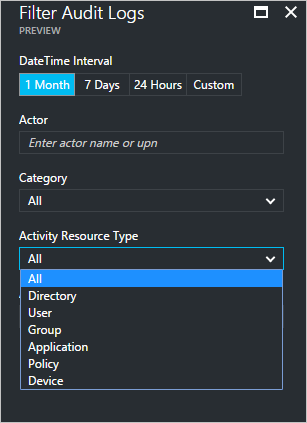 Filter Audit Logs
PREVIEW
DateTime Interval
1 Month 7 Days 24 Hours Custom
Actor
Enter actor name or upn
Category
All
Activity Resource Type
All
All
Directory
User
Group
Application
Policy
Device